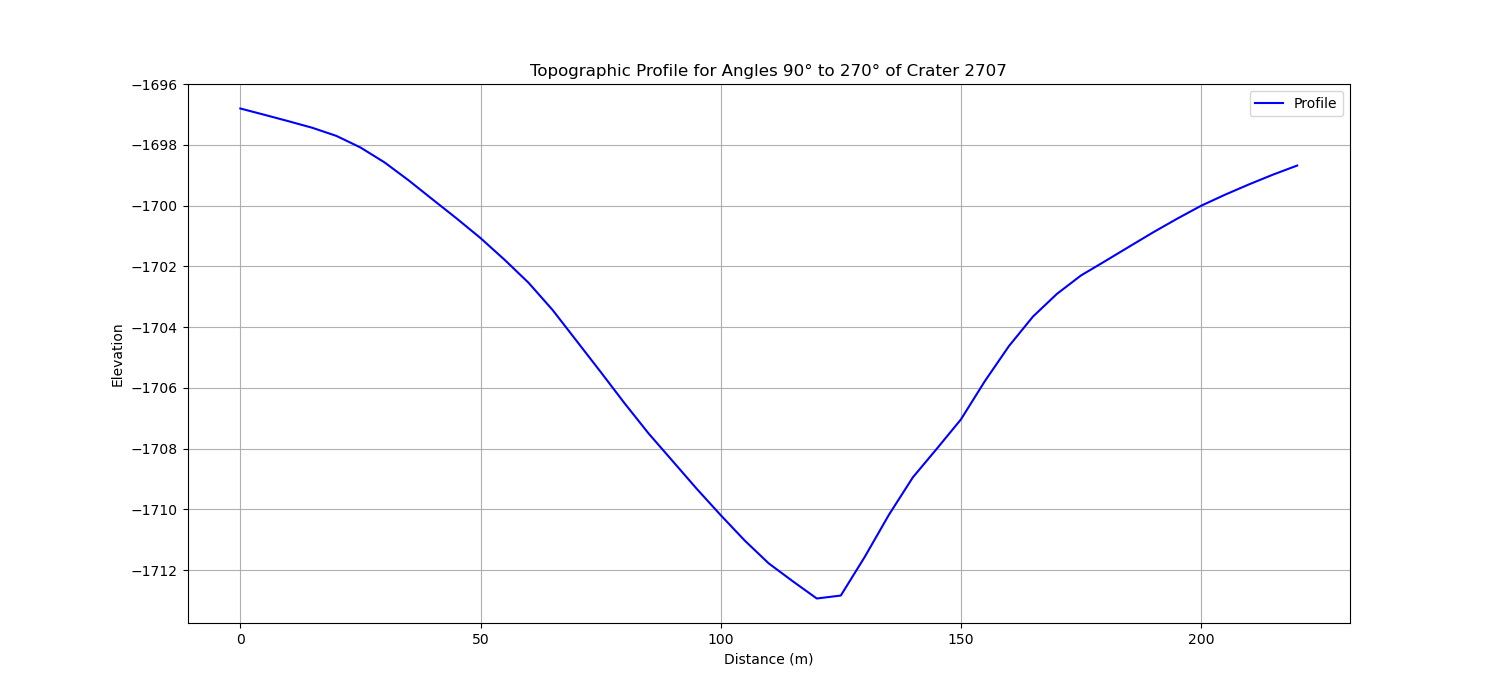 Topographic Profile for Angles 90° to 270° of Crater 2707
Profile
−1696
−1698
−1700
−1702
−1704
−1706
−1708
−1710
−1712
Elevation
0 50 100 150 200
Distance (m)